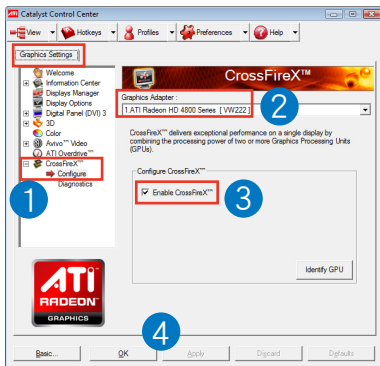 ATI Catalyst Control Center
View Hotkeys Profiles Preferences Help
Graphics Settings
Welcome
Information Center
Displays Manager
Display Options
Digital Panel (DVI) 3
3D
Color
Avivo™ Video
ATI Overdrive™
CrossFireX™
Configure
Diagnostics
1
CrossFireX™
Graphics Adapter :
1.ATI Radeon HD 4800 Series [ VW222 ]
2
CrossFireX™ delivers exceptional performance on a single display by
combining the processing power of two or more Graphics Processing Units
(GPUs).
Configure CrossFireX™
Enable CrossFireX™
3
Identify GPU
ATI
RADEON
GRAPHICS
4
Basic... OK Apply Discard Defaults